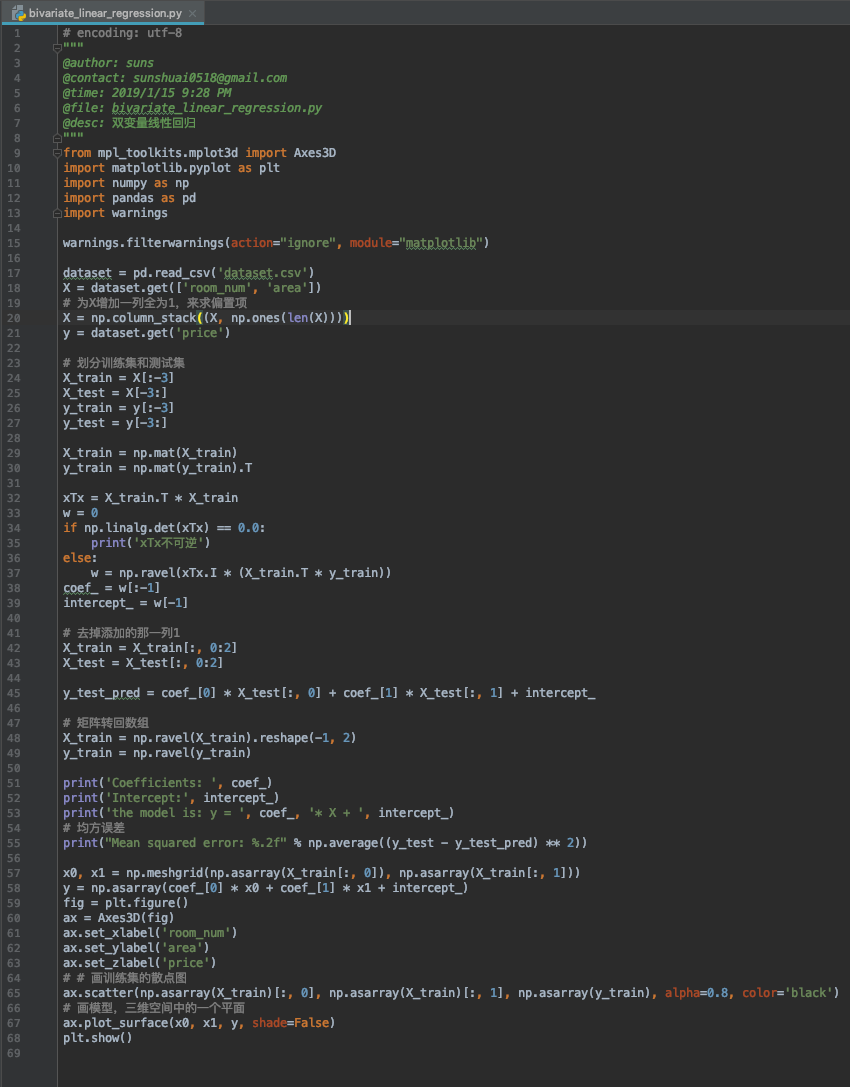 bivariate_linear_regression.py
1 # encoding: utf-8
2 """
3 @author: suns
4 @contact: sunshuai0518@gmail.com
5 @time: 2019/1/15 9:28 PM
6 @file: bivariate_linear_regression.py
7 @desc: 双变量线性回归
8 """
9 from mpl_toolkits.mplot3d import Axes3D
10 import matplotlib.pyplot as plt
11 import numpy as np
12 import pandas as pd
13 import warnings
14
15 warnings.filterwarnings(action="ignore", module="matplotlib")
16
17 dataset = pd.read_csv('dataset.csv')
18 X = dataset.get(['room_num', 'area'])
19 # 为X增加一列全为1，来求偏置项
20 X = np.column_stack((X, np.ones(len(X))))
21 y = dataset.get('price')
22
23 # 划分训练集和测试集
24 X_train = X[:-3]
25 X_test = X[-3:]
26 y_train = y[:-3]
27 y_test = y[-3:]
28
29 X_train = np.mat(X_train)
30 y_train = np.mat(y_train).T
31
32 xTx = X_train.T * X_train
33 w = 0
34 if np.linalg.det(xTx) == 0.0:
35     print('xTx不可逆')
36 else:
37     w = np.ravel(xTx.I * (X_train.T * y_train))
38 coef_ = w[:-1]
39 intercept_ = w[-1]
40
41 # 去掉添加的那一列1
42 X_train = X_train[:, 0:2]
43 X_test = X_test[:, 0:2]
44
45 y_test_pred = coef_[0] * X_test[:, 0] + coef_[1] * X_test[:, 1] + intercept_
46
47 # 矩阵转回数组
48 X_train = np.ravel(X_train).reshape(-1, 2)
49 y_train = np.ravel(y_train)
50
51 print('Coefficients: ', coef_)
52 print('Intercept:', intercept_)
53 print('the model is: y = ', coef_, '* X + ', intercept_)
54 # 均方误差
55 print("Mean squared error: %.2f" % np.average((y_test - y_test_pred) ** 2))
56
57 x0, x1 = np.meshgrid(np.asarray(X_train[:, 0]), np.asarray(X_train[:, 1]))
58 y = np.asarray(coef_[0] * x0 + coef_[1] * x1 + intercept_)
59 fig = plt.figure()
60 ax = Axes3D(fig)
61 ax.set_xlabel('room_num')
62 ax.set_ylabel('area')
63 ax.set_zlabel('price')
64 # # 画训练集的散点图
65 ax.scatter(np.asarray(X_train)[:, 0], np.asarray(X_train)[:, 1], np.asarray(y_train), alpha=0.8, color='black')
66 # 画模型，三维空间中的一个平面
67 ax.plot_surface(x0, x1, y, shade=False)
68 plt.show()
69